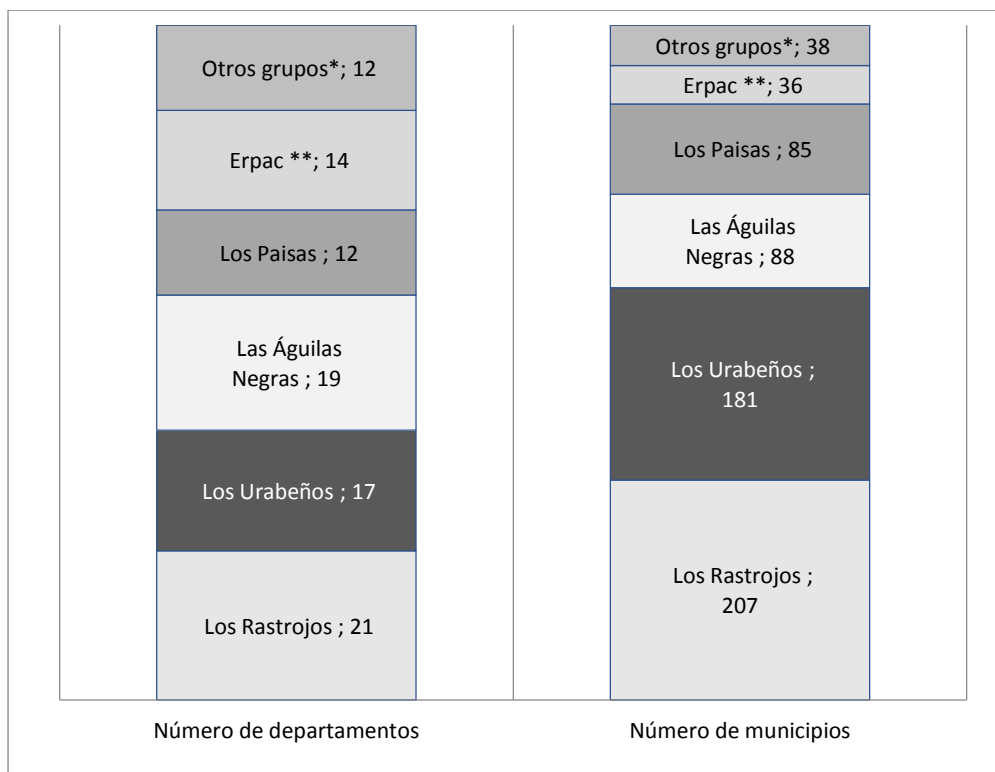 Otros grupos*; 12
Erpac **; 14
Los Paisas ; 12
Las Águilas
Negras ; 19
Los Urabeños ; 17
Los Rastrojos ; 21
Número de departamentos
Otros grupos*; 38
Erpac **; 36
Los Paisas ; 85
Las Águilas
Negras ; 88
Los Urabeños ;
181
Los Rastrojos ;
207
Número de municipios